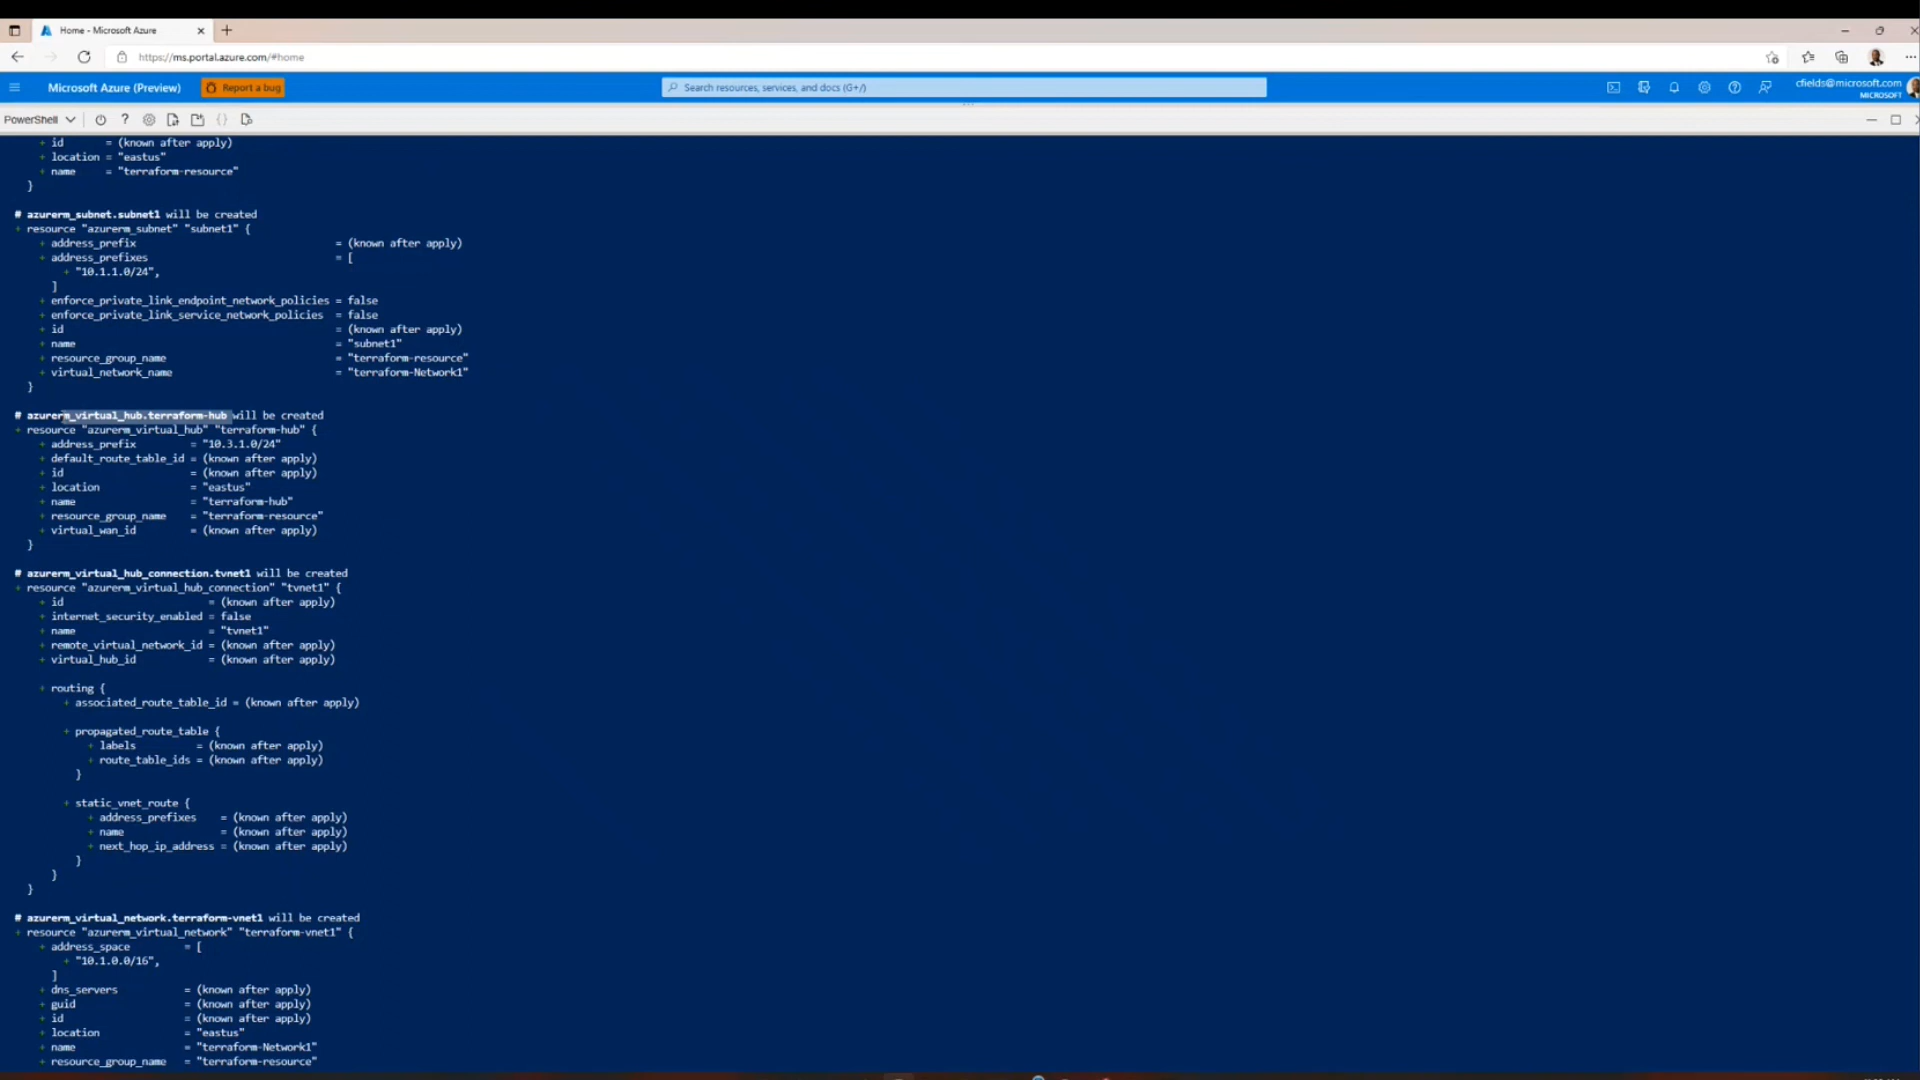 Home - Microsoft Azure
https://ms.portal.azure.com/#home
Microsoft Azure (Preview)
Report a bug
Search resources, services, and docs (G+/)
cfields@microsoft.com
MICROSOFT
PowerShell
+ id       = (known after apply)
+ location = "eastus"
+ name     = "terraform-resource"
}
# azurerm_subnet.subnet1 will be created
+ resource "azurerm_subnet" "subnet1" {
+ address_prefix                                 = (known after apply)
+ address_prefixes                               = [
+ "10.1.1.0/24",
]
+ enforce_private_link_endpoint_network_policies = false
+ enforce_private_link_service_network_policies  = false
+ id                                             = (known after apply)
+ name                                           = "subnet1"
+ resource_group_name                            = "terraform-resource"
+ virtual_network_name                           = "terraform-Network1"
}
# azurerm_virtual_hub.terraform-hub will be created
+ resource "azurerm_virtual_hub" "terraform-hub" {
+ address_prefix         = "10.3.1.0/24"
+ default_route_table_id = (known after apply)
+ id                     = (known after apply)
+ location               = "eastus"
+ name                   = "terraform-hub"
+ resource_group_name    = "terraform-resource"
+ virtual_wan_id         = (known after apply)
}
# azurerm_virtual_hub_connection.tvnet1 will be created
+ resource "azurerm_virtual_hub_connection" "tvnet1" {
+ id                        = (known after apply)
+ internet_security_enabled = false
+ name                      = "tvnet1"
+ remote_virtual_network_id = (known after apply)
+ virtual_hub_id            = (known after apply)
+ routing {
+ associated_route_table_id = (known after apply)
+ propagated_route_table {
+ labels          = (known after apply)
+ route_table_ids = (known after apply)
}
+ static_vnet_route {
+ address_prefixes    = (known after apply)
+ name                = (known after apply)
+ next_hop_ip_address = (known after apply)
}
}
}
# azurerm_virtual_network.terraform-vnet1 will be created
+ resource "azurerm_virtual_network" "terraform-vnet1" {
+ address_space         = [
+ "10.1.0.0/16",
]
+ dns_servers           = (known after apply)
+ guid                  = (known after apply)
+ id                    = (known after apply)
+ location              = "eastus"
+ name                  = "terraform-Network1"
+ resource_group_name   = "terraform-resource"